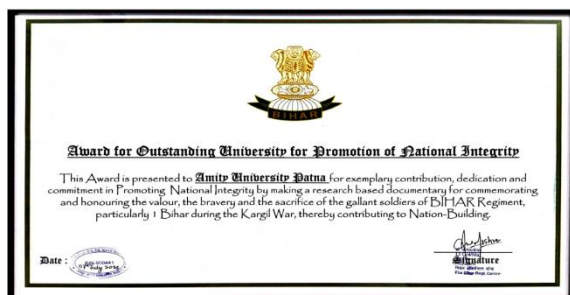 BIHAR
Award for Outstanding University for Promotion of National Integrity
This Award is presented to Amity University Patna for exemplary contribution, dedication and
commitment in Promoting National Integrity by making a research based documentary for commemorating
and honouring the valour, the bravery and the sacrifice of the gallant soldiers of BIHAR Regiment,
particularly 1 Bihar during the Kargil War, thereby contributing to Nation-Building.
Date :
July
Signature